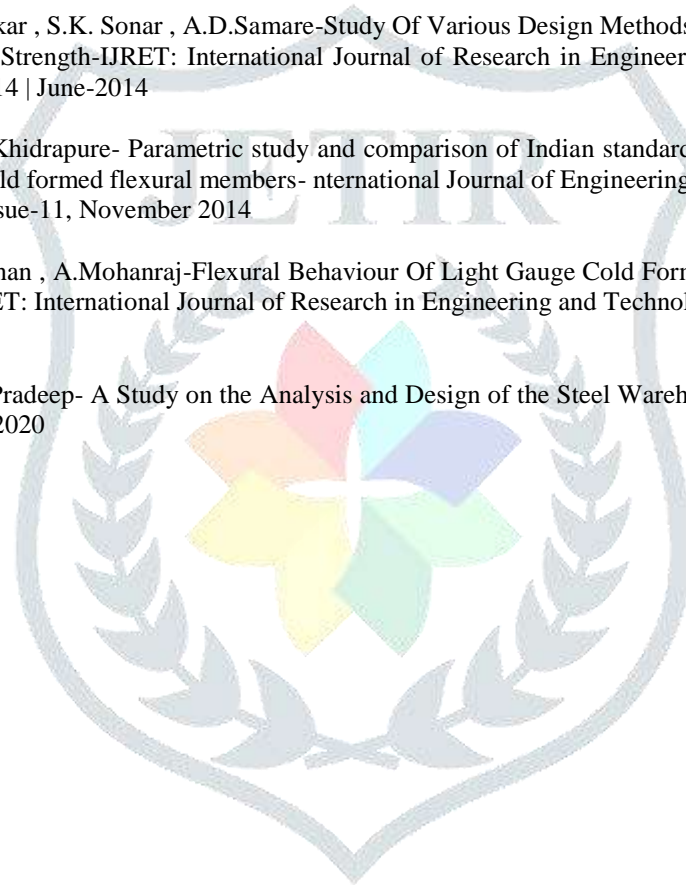 kar , S.K. Sonar , A.D.Samare-Study Of Various Design Methods
Strength-IJRET: International Journal of Research in Engineer
14 | June-2014
Khidrapure- Parametric study and comparison of Indian standard
ld formed flexural members- nternational Journal of Engineering
sue-11, November 2014
nan , A.Mohanraj-Flexural Behaviour Of Light Gauge Cold Form
ET: International Journal of Research in Engineering and Technol
Pradeep- A Study on the Analysis and Design of the Steel Wareh
2020
JETIR